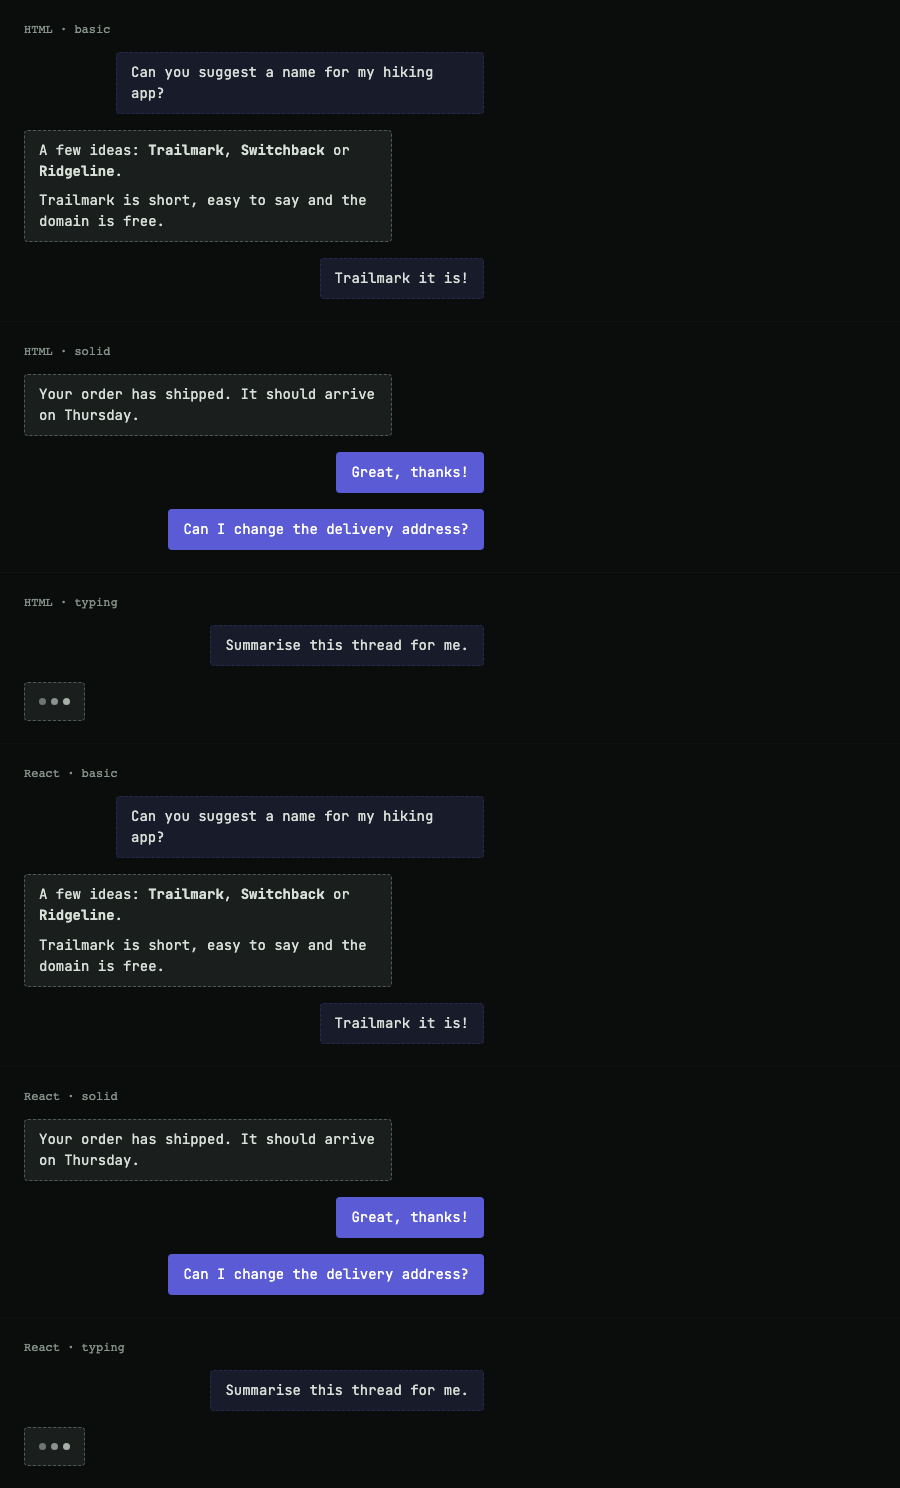 HTML · basic
Can you suggest a name for my hiking
app?
A few ideas: Trailmark, Switchback or
Ridgeline.
Trailmark is short, easy to say and the
domain is free.
Trailmark it is!
HTML · solid
Your order has shipped. It should arrive
on Thursday.
Great, thanks!
Can I change the delivery address?
HTML · typing
Summarise this thread for me.
React · basic
Can you suggest a name for my hiking
app?
A few ideas: Trailmark, Switchback or
Ridgeline.
Trailmark is short, easy to say and the
domain is free.
Trailmark it is!
React · solid
Your order has shipped. It should arrive
on Thursday.
Great, thanks!
Can I change the delivery address?
React · typing
Summarise this thread for me.